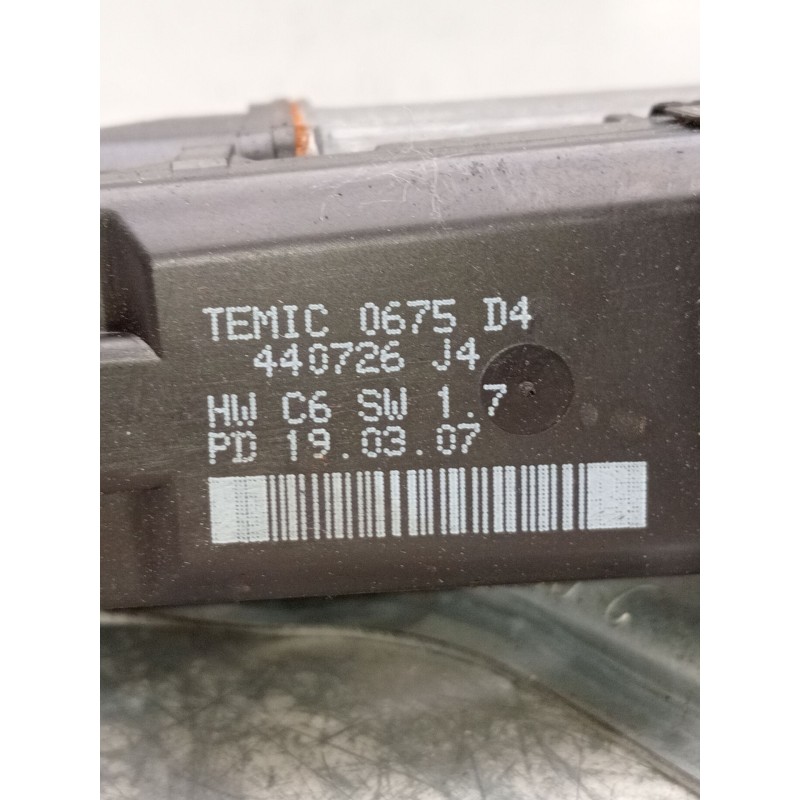 TEMIC 0675 D4
440726 J4
HW C6 SW 1.7
PD 19.03.07